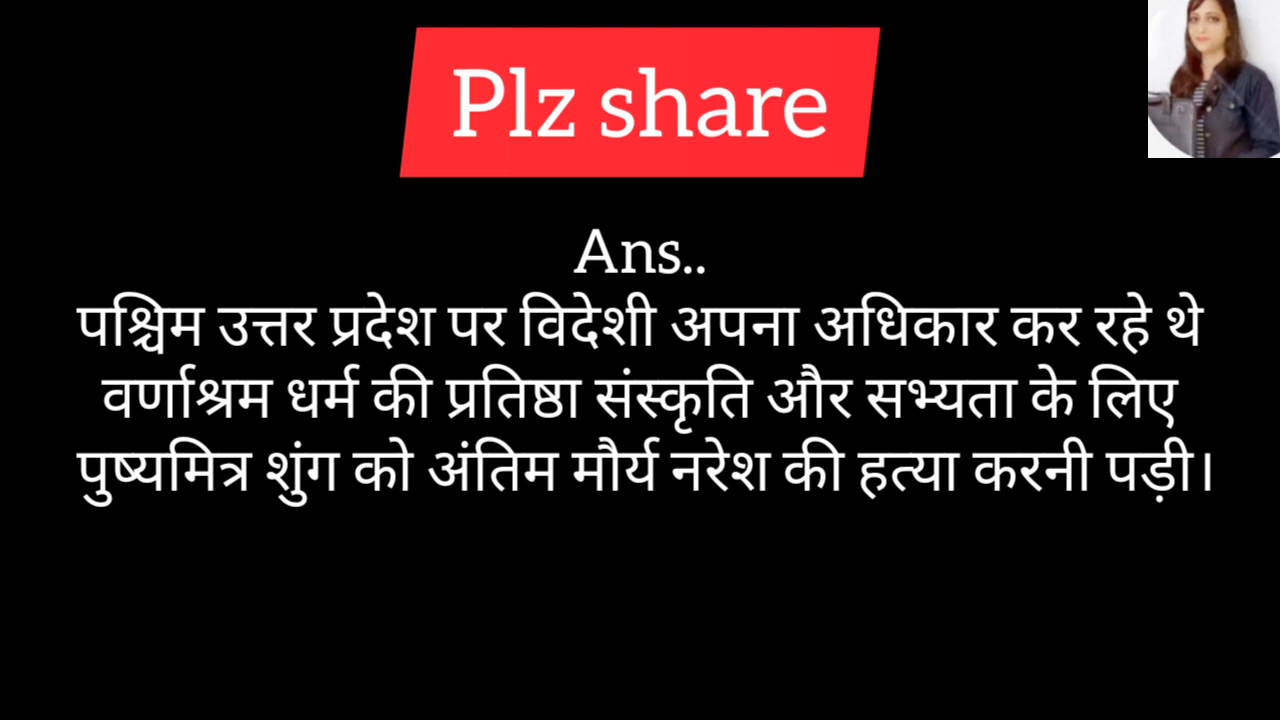 Plz share
Ans..
पश्चिम उत्तर प्रदेश पर विदेशी अपना अधिकार कर रहे थे
वर्णाश्रम धर्म की प्रतिष्ठा संस्कृति और सभ्यता के लिए
पुष्यमित्र शुंग को अंतिम मौर्य नरेश की हत्या करनी पड़ी।